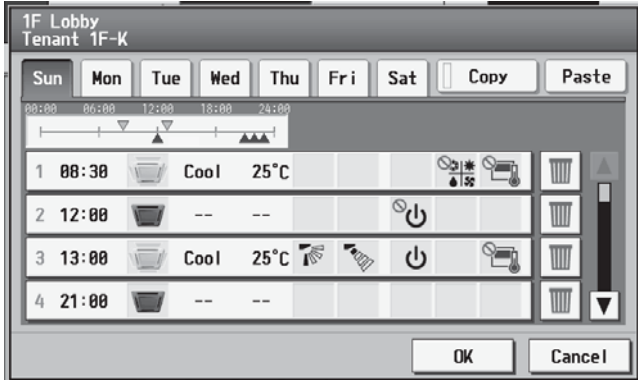 1F Lobby
Tenant 1F-K
Sun Mon Tue Wed Thu Fri Sat Copy Paste
00:00 06:00 12:00 18:00 24:00
1 08:30 Cool 25°C
2 12:00 -- --
3 13:00 Cool 25°C
4 21:00 -- --
OK Cancel